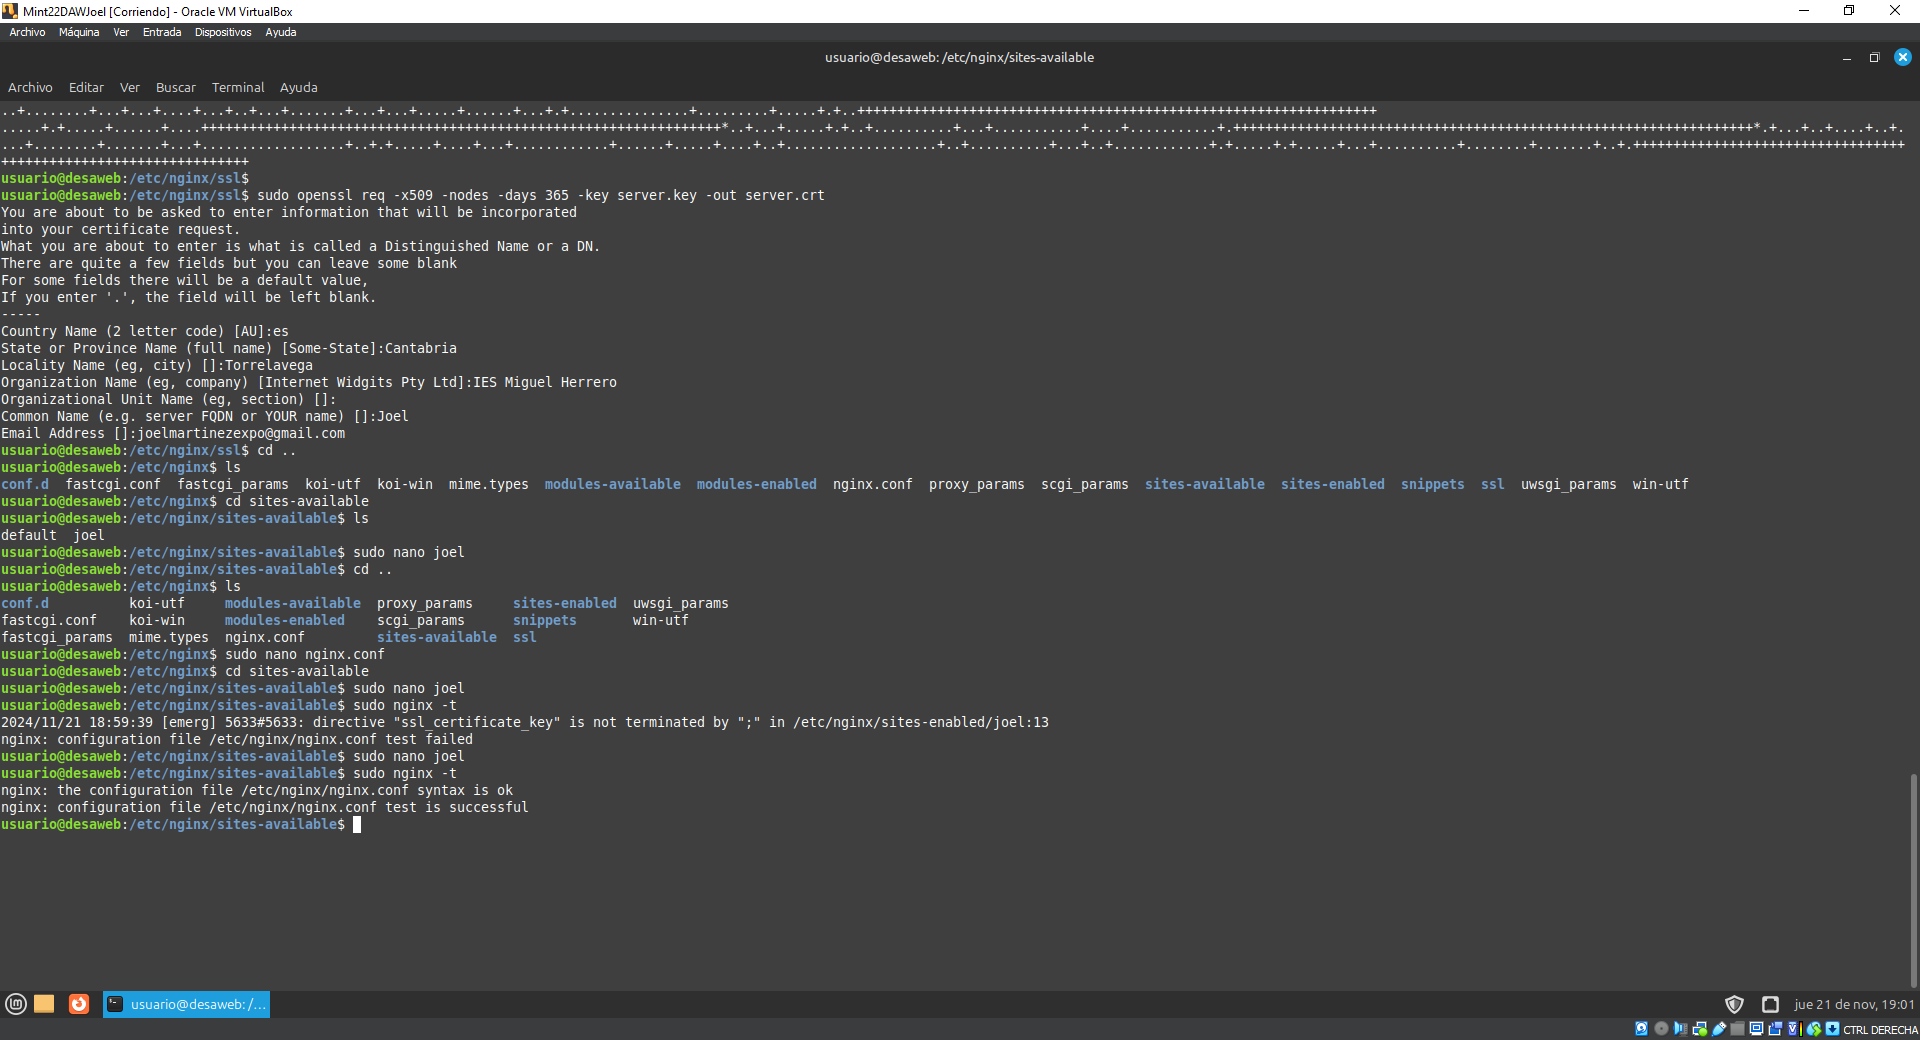 Mint22DAWJoel [Corriendo] - Oracle VM VirtualBox
Archivo Máquina Ver Entrada Dispositivos Ayuda
usuario@desaweb: /etc/nginx/sites-available
Archivo Editar Ver Buscar Terminal Ayuda
usuario@desaweb:/etc/nginx/ssl$
usuario@desaweb:/etc/nginx/ssl$ sudo openssl req -x509 -nodes -days 365 -key server.key -out server.crt
You are about to be asked to enter information that will be incorporated
into your certificate request.
What you are about to enter is what is called a Distinguished Name or a DN.
There are quite a few fields but you can leave some blank
For some fields there will be a default value,
If you enter '.', the field will be left blank.
-----
Country Name (2 letter code) [AU]:es
State or Province Name (full name) [Some-State]:Cantabria
Locality Name (eg, city) []:Torrelavega
Organization Name (eg, company) [Internet Widgits Pty Ltd]:IES Miguel Herrero
Organizational Unit Name (eg, section) []:
Common Name (e.g. server FQDN or YOUR name) []:Joel
Email Address []:joelmartinezexpo@gmail.com
usuario@desaweb:/etc/nginx/ssl$ cd ..
usuario@desaweb:/etc/nginx$ ls
conf.d fastcgi.conf fastcgi_params koi-utf koi-win mime.types modules-available modules-enabled nginx.conf proxy_params scgi_params sites-available sites-enabled snippets ssl uwsgi_params win-utf
usuario@desaweb:/etc/nginx$ cd sites-available
usuario@desaweb:/etc/nginx/sites-available$ ls
default joel
usuario@desaweb:/etc/nginx/sites-available$ sudo nano joel
usuario@desaweb:/etc/nginx/sites-available$ cd ..
usuario@desaweb:/etc/nginx$ ls
conf.d koi-utf modules-available proxy_params sites-enabled uwsgi_params
fastcgi.conf koi-win modules-enabled scgi_params snippets win-utf
fastcgi_params mime.types nginx.conf sites-available ssl
usuario@desaweb:/etc/nginx$ sudo nano nginx.conf
usuario@desaweb:/etc/nginx$ cd sites-available
usuario@desaweb:/etc/nginx/sites-available$ sudo nano joel
usuario@desaweb:/etc/nginx/sites-available$ sudo nginx -t
2024/11/21 18:59:39 [emerg] 5633#5633: directive "ssl_certificate_key" is not terminated by ";" in /etc/nginx/sites-enabled/joel:13
nginx: configuration file /etc/nginx/nginx.conf test failed
usuario@desaweb:/etc/nginx/sites-available$ sudo nano joel
usuario@desaweb:/etc/nginx/sites-available$ sudo nginx -t
nginx: the configuration file /etc/nginx/nginx.conf syntax is ok
nginx: configuration file /etc/nginx/nginx.conf test is successful
usuario@desaweb:/etc/nginx/sites-available$
usuario@desaweb: /...
jue 21 de nov, 19:01
CTRL DERECHA